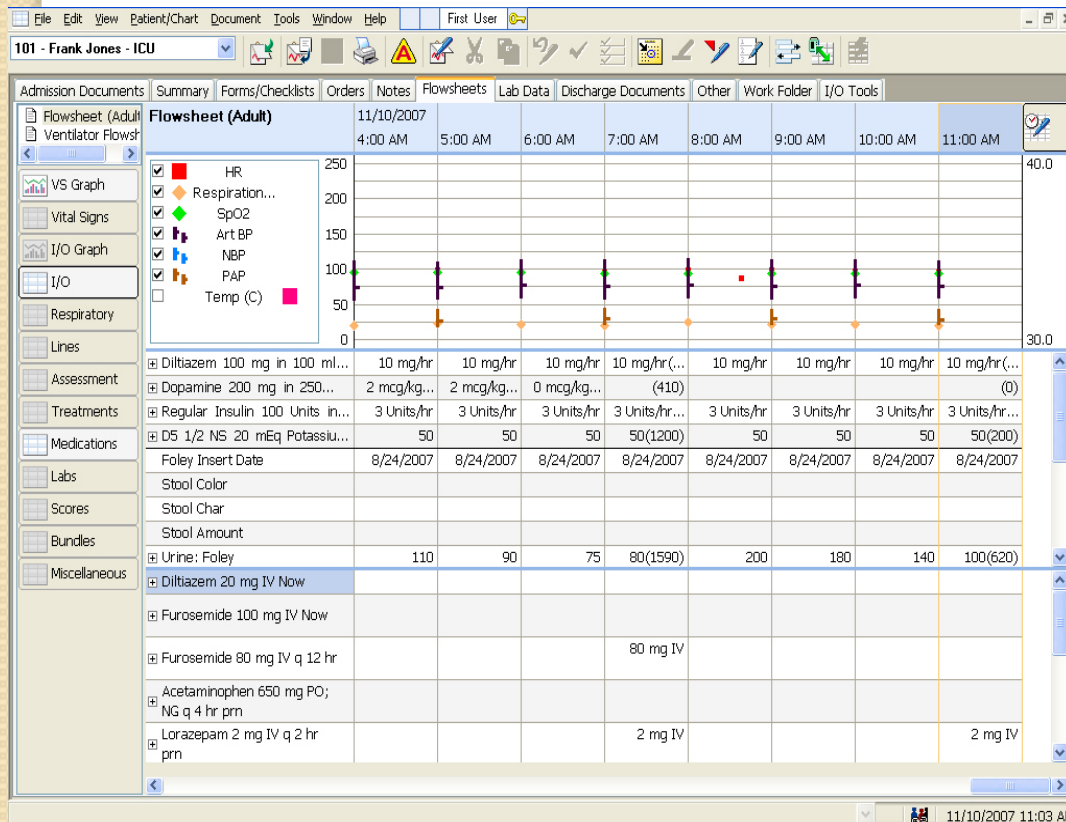 File Edit View Patient/Chart Document Tools Window Help First User
101 - Frank Jones - ICU
Admission Documents Summary Forms/Checklists Orders Notes Flowsheets Lab Data Discharge Documents Other Work Folder I/O Tools
Flowsheet (Adul
Ventilator Flowsh
VS Graph
Vital Signs
I/O Graph
I/O
Respiratory
Lines
Assessment
Treatments
Medications
Labs
Scores
Bundles
Miscellaneous
Flowsheet (Adult) 11/10/2007
4:00 AM 5:00 AM 6:00 AM 7:00 AM 8:00 AM 9:00 AM 10:00 AM 11:00 AM
HR
Respiration...
SpO2
Art BP
NBP
PAP
Temp (C)
250
200
150
100
50
0
40.0
30.0
Diltiazem 100 mg in 100 ml... 10 mg/hr 10 mg/hr 10 mg/hr 10 mg/hr(... 10 mg/hr 10 mg/hr 10 mg/hr 10 mg/hr(...
Dopamine 200 mg in 250... 2 mcg/kg... 2 mcg/kg... 0 mcg/kg... (410) (0)
Regular Insulin 100 Units in... 3 Units/hr 3 Units/hr 3 Units/hr 3 Units/hr... 3 Units/hr 3 Units/hr 3 Units/hr 3 Units/hr...
D5 1/2 NS 20 mEq Potassiu... 50 50 50 50(1200) 50 50 50 50(200)
Foley Insert Date 8/24/2007 8/24/2007 8/24/2007 8/24/2007 8/24/2007 8/24/2007 8/24/2007 8/24/2007
Stool Color
Stool Char
Stool Amount
Urine: Foley 110 90 75 80(1590) 200 180 140 100(620)
Diltiazem 20 mg IV Now
Furosemide 100 mg IV Now
Furosemide 80 mg IV q 12 hr 80 mg IV
Acetaminophen 650 mg PO;
NG q 4 hr prn
Lorazepam 2 mg IV q 2 hr 2 mg IV 2 mg IV
prn
11/10/2007 11:03 A